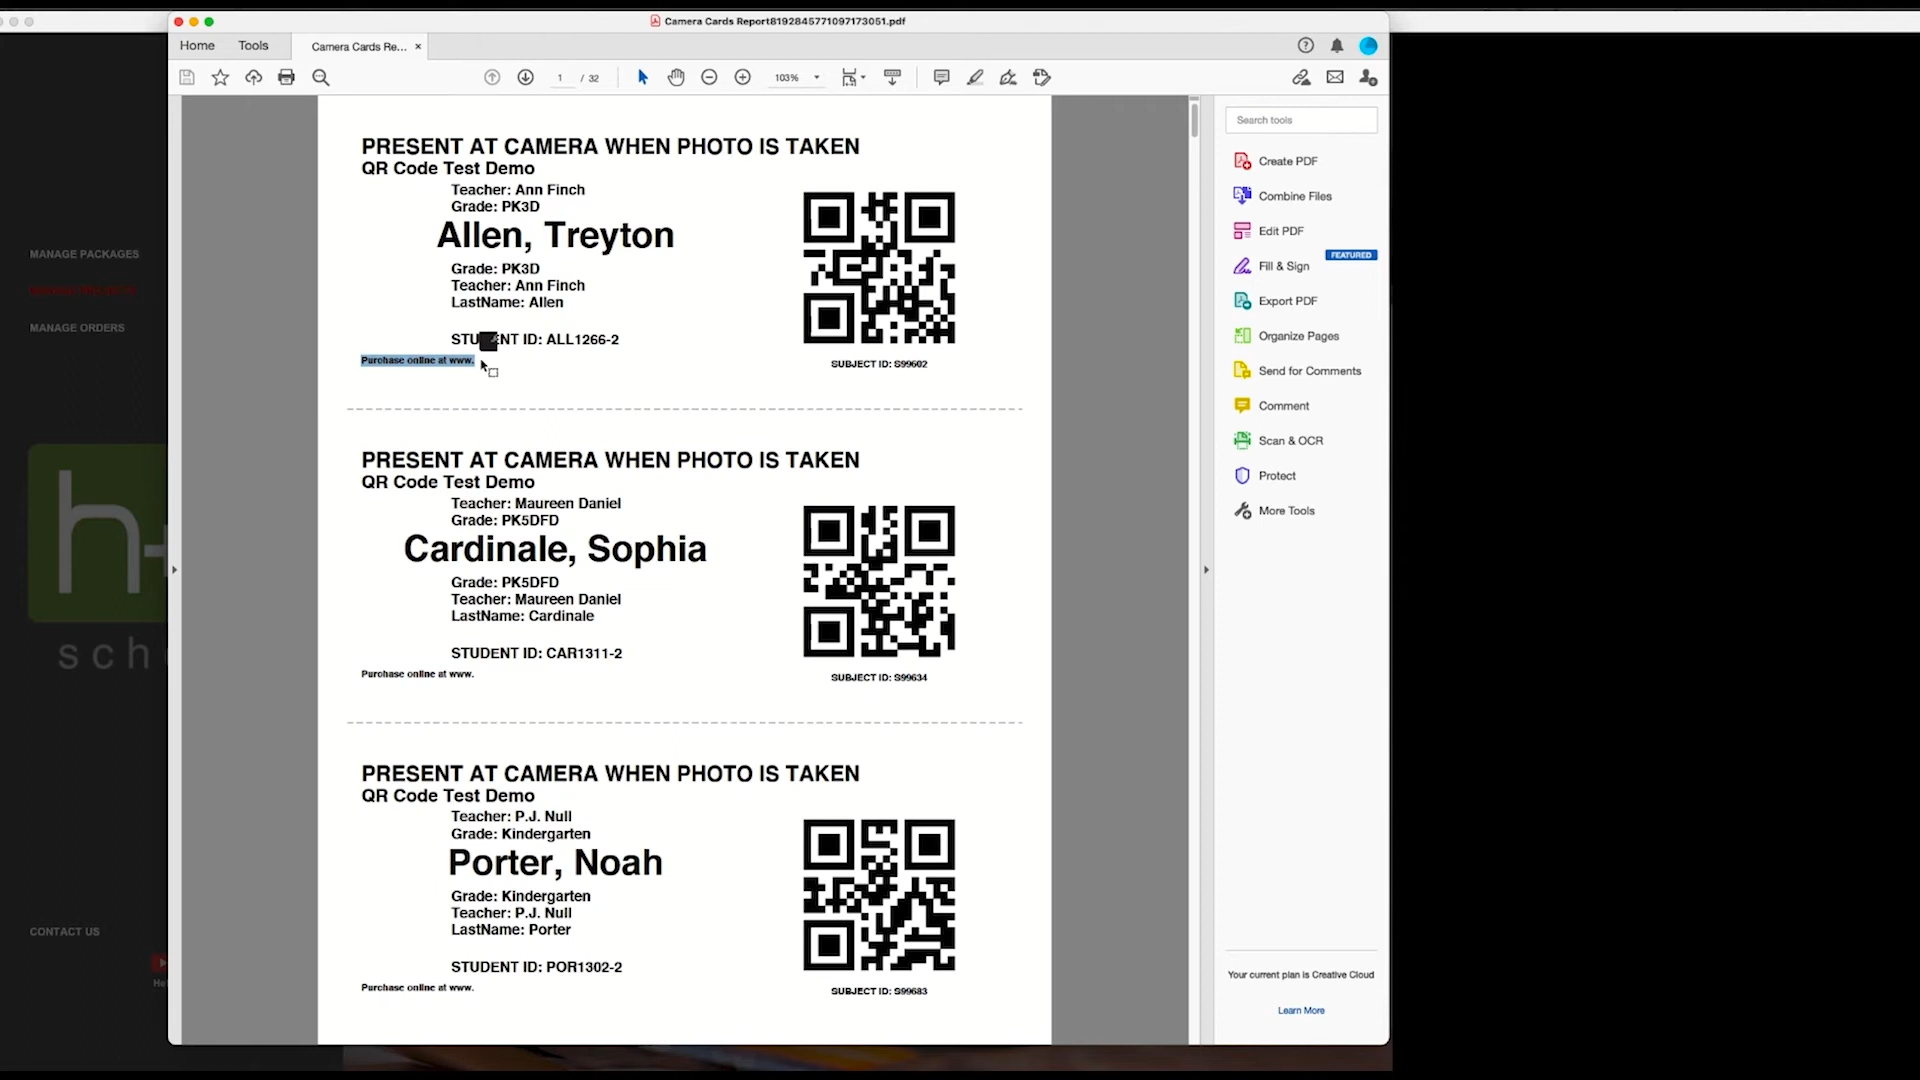 Camera Cards Report8192845771097173051.pdf
Home
Tools
Camera Cards Re...
1 / 32
103%
PRESENT AT CAMERA WHEN PHOTO IS TAKEN
QR Code Test Demo
Teacher: Ann Finch
Grade: PK3D
Allen, Treyton
Grade: PK3D
Teacher: Ann Finch
LastName: Allen
STUDENT ID: ALL1266-2
Purchase online at www.
SUBJECT ID: S99602
PRESENT AT CAMERA WHEN PHOTO IS TAKEN
QR Code Test Demo
Teacher: Maureen Daniel
Grade: PK5DFD
Cardinale, Sophia
Grade: PK5DFD
Teacher: Maureen Daniel
LastName: Cardinale
STUDENT ID: CAR1311-2
Purchase online at www.
SUBJECT ID: S99634
PRESENT AT CAMERA WHEN PHOTO IS TAKEN
QR Code Test Demo
Teacher: P.J. Null
Grade: Kindergarten
Porter, Noah
Grade: Kindergarten
Teacher: P.J. Null
LastName: Porter
STUDENT ID: POR1302-2
Purchase online at www.
SUBJECT ID: S99683
Search tools
Create PDF
Combine Files
Edit PDF
FEATURED
Fill & Sign
Export PDF
Organize Pages
Send for Comments
Comment
Scan & OCR
Protect
More Tools
Your current plan is Creative Cloud
Learn More
MANAGE PACKAGES
MANAGE ORDERS
h+
sch
CONTACT US